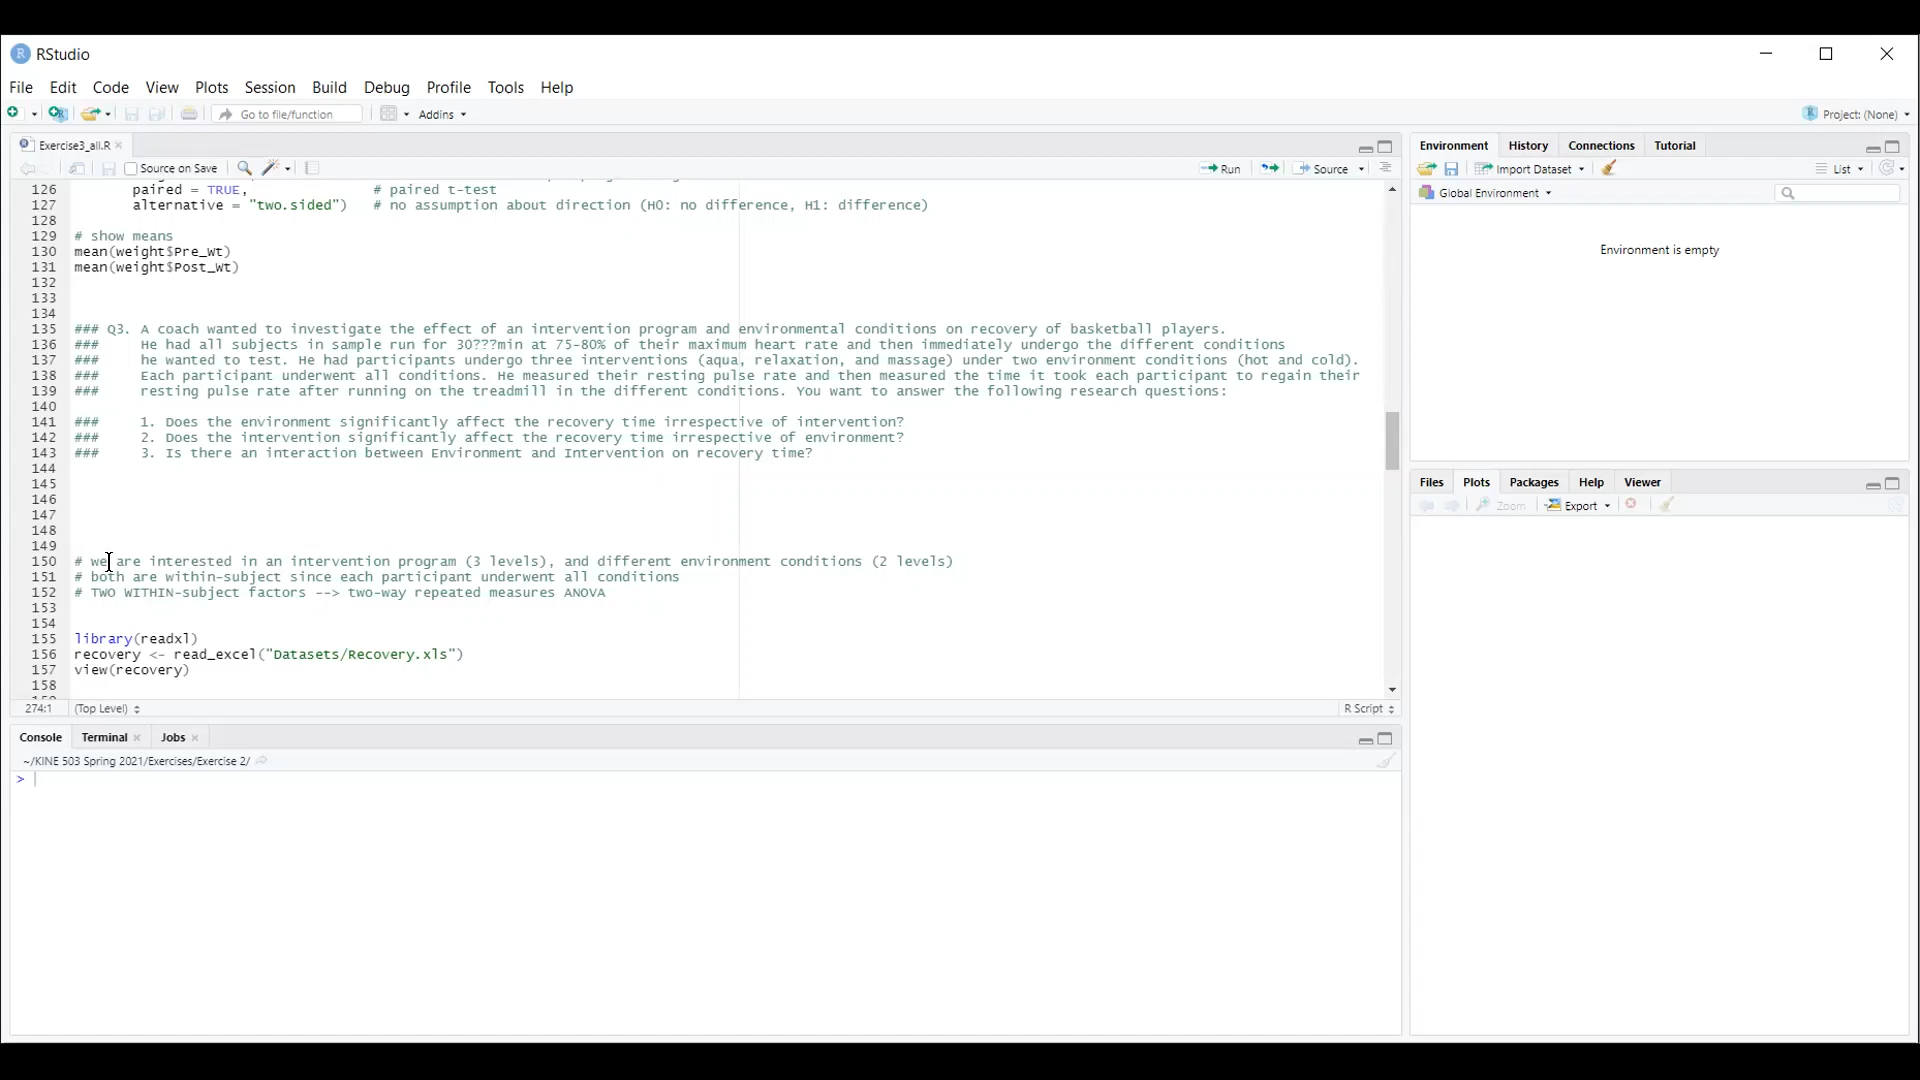 RStudio
File Edit Code View Plots Session Build Debug Profile Tools Help
Go to file/function Addins Project: (None)
Exercise3_all.R
Source on Save Run Source
126 paired = TRUE, # paired t-test
127 alternative = "two.sided") # no assumption about direction (H0: no difference, H1: difference)
128
129 # show means
130 mean(weight$Pre_Wt)
131 mean(weight$Post_Wt)
132
133
134
135 ### Q3. A coach wanted to investigate the effect of an intervention program and environmental conditions on recovery of basketball players.
136 ### He had all subjects in sample run for 30???min at 75-80% of their maximum heart rate and then immediately undergo the different conditions
137 ### he wanted to test. He had participants undergo three interventions (aqua, relaxation, and massage) under two environment conditions (hot and cold).
138 ### Each participant underwent all conditions. He measured their resting pulse rate and then measured the time it took each participant to regain their
139 ### resting pulse rate after running on the treadmill in the different conditions. You want to answer the following research questions:
140
141 ### 1. Does the environment significantly affect the recovery time irrespective of intervention?
142 ### 2. Does the intervention significantly affect the recovery time irrespective of environment?
143 ### 3. Is there an interaction between Environment and Intervention on recovery time?
144
145
146
147
148
149
150 # we are interested in an intervention program (3 levels), and different environment conditions (2 levels)
151 # both are within-subject since each participant underwent all conditions
152 # TWO WITHIN-subject factors --> two-way repeated measures ANOVA
153
154
155 library(readxl)
156 recovery <- read_excel("Datasets/Recovery.xls")
157 view(recovery)
158
274:1 (Top Level) R Script
Console Terminal Jobs
~/KINE 503 Spring 2021/Exercises/Exercise 2/
>
Environment History Connections Tutorial
Import Dataset List
Global Environment
Environment is empty
Files Plots Packages Help Viewer
Zoom Export